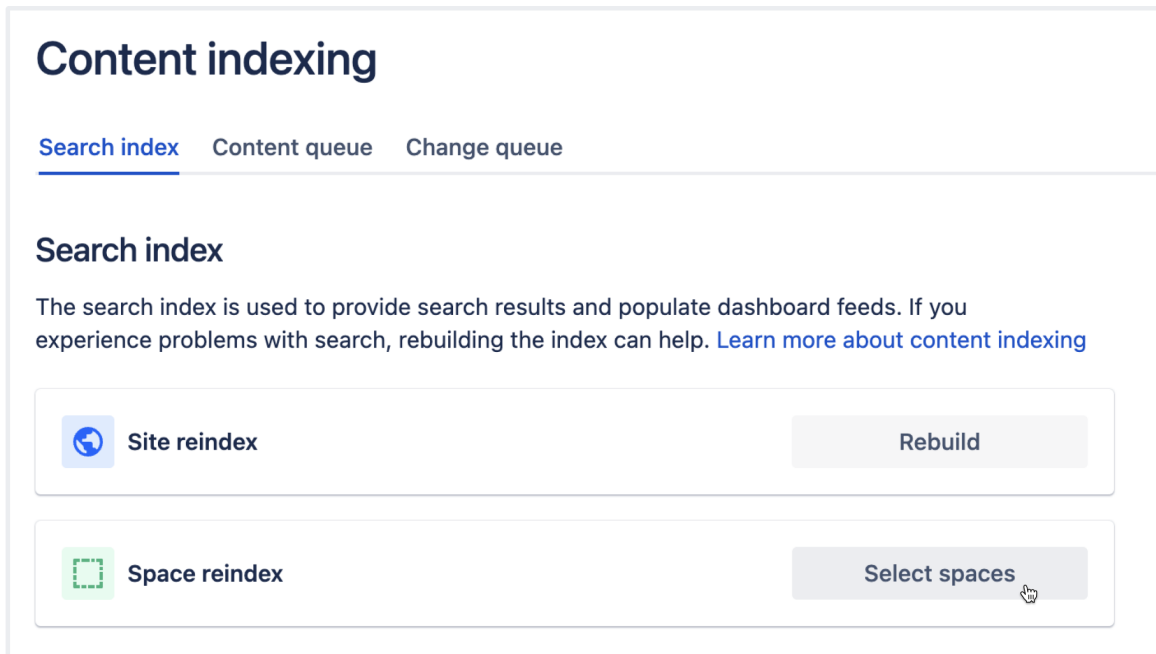 Content indexing
Search index Content queue Change queue
Search index
The search index is used to provide search results and populate dashboard feeds. If you
experience problems with search, rebuilding the index can help. Learn more about content indexing
Site reindex Rebuild
Space reindex Select spaces